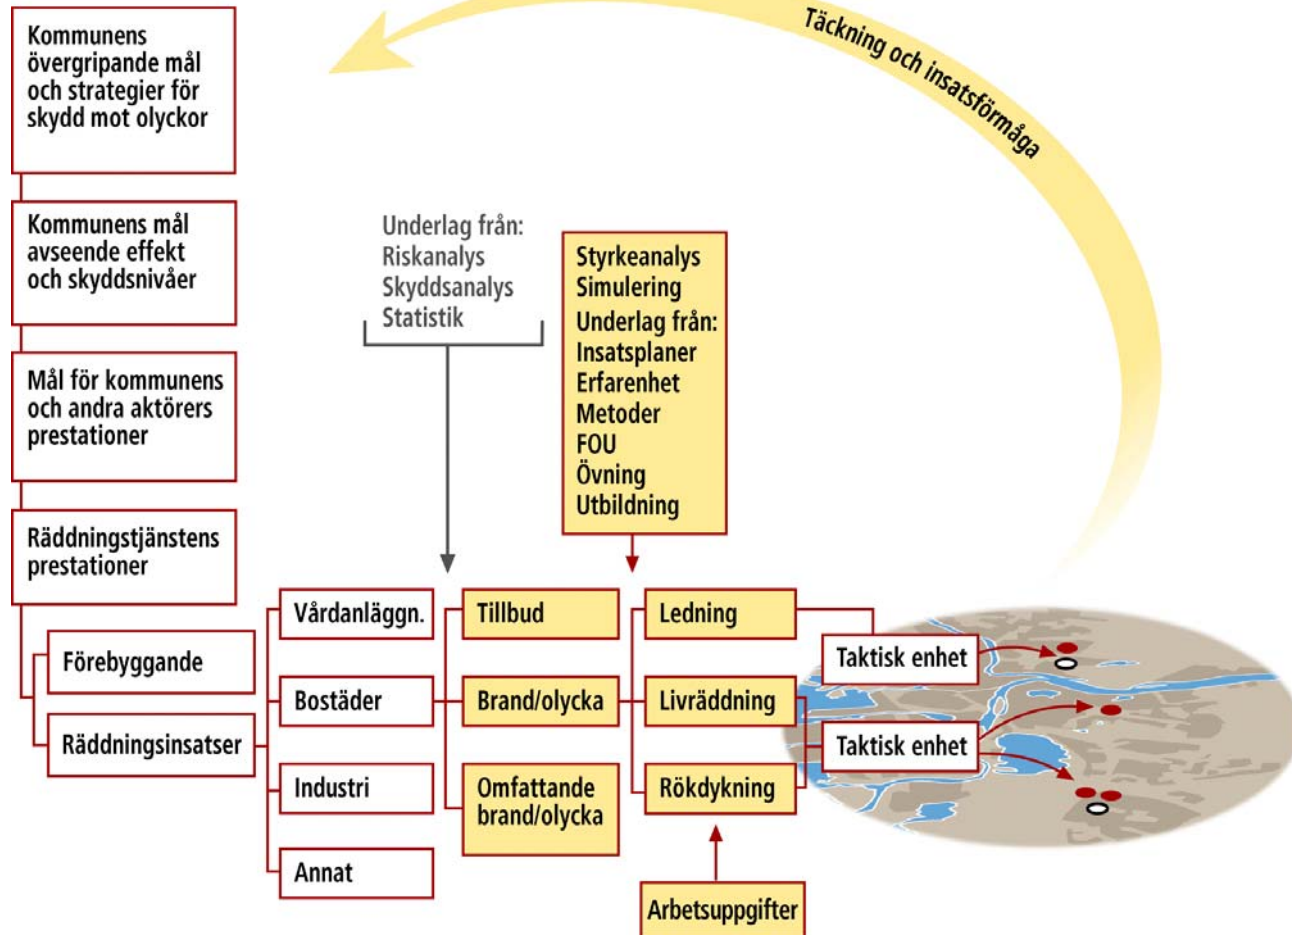 Kommunens
övergripande mål
och strategier för
skydd mot olyckor
Täckning och insatsförmåga
Kommunens mål
avseende effekt
och skyddsnivåer
Underlag från:
Riskanalys
Skyddsanalys
Statistik
Styrkeanalys
Simulering
Underlag från:
Insatsplaner
Erfarenhet
Metoder
FOU
Övning
Utbildning
Mål för kommunens
och andra aktörers
prestationer
Räddningstjänstens
prestationer
Förebyggande
Räddningsinsatser
Vårdanläggn.
Bostäder
Industri
Annat
Tillbud
Brand/olycka
Omfattande
brand/olycka
Ledning
Livräddning
Rökdykning
Arbetsuppgifter
Taktisk enhet
Taktisk enhet